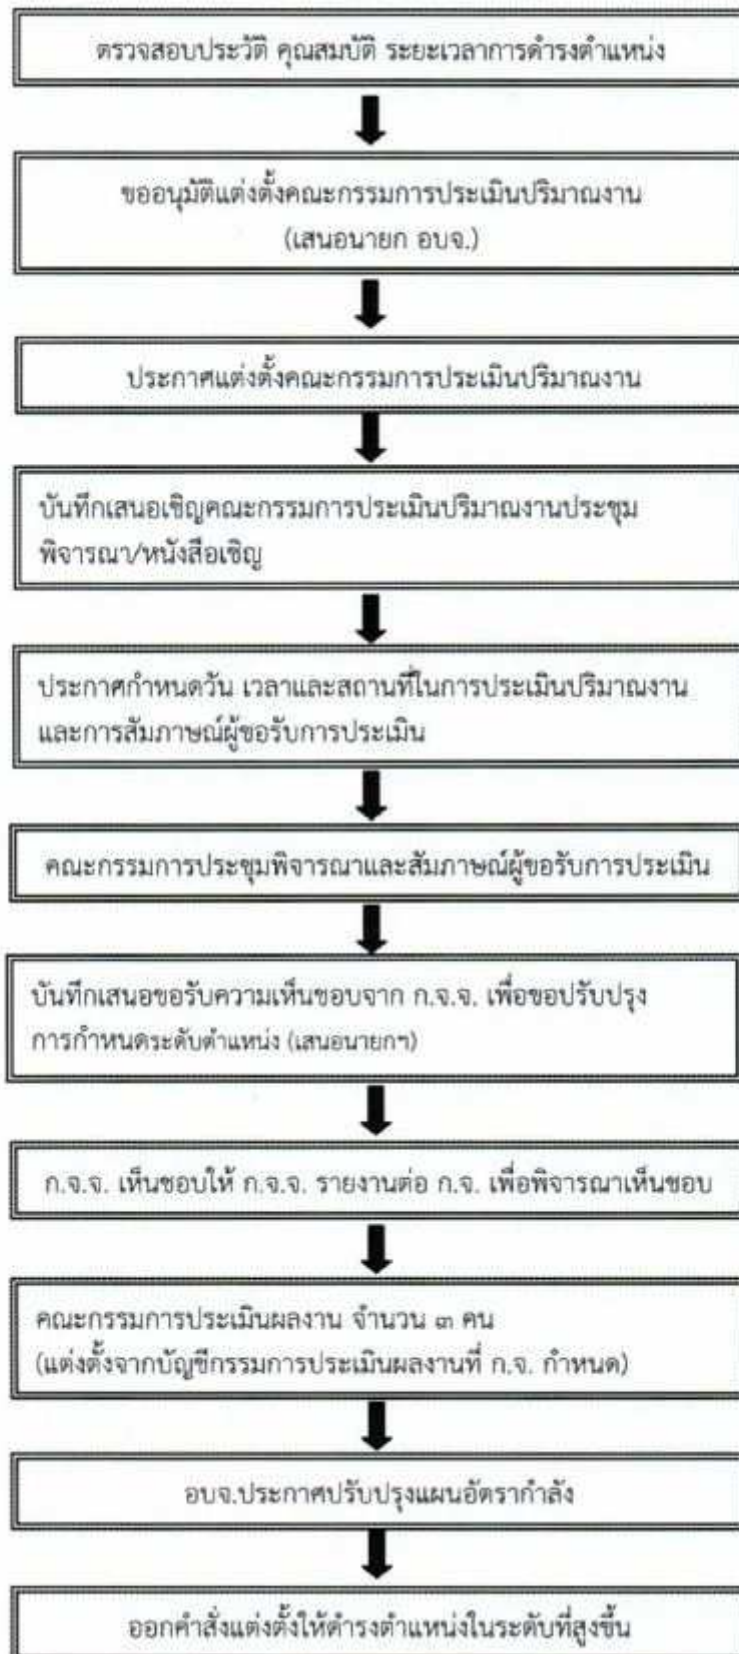 ตรวจสอบประวัติ คุณสมบัติ ระยะเวลาการดำรงตำแหน่ง
ขออนุมัติแต่งตั้งคณะกรรมการประเมินปริมาณงาน
(เสนอนายก อบจ.)
ประกาศแต่งตั้งคณะกรรมการประเมินปริมาณงาน
บันทึกเสนอเชิญคณะกรรมการประเมินปริมาณงานประชุม
พิจารณา/หนังสือเชิญ
ประกาศกำหนดวัน เวลาและสถานที่ในการประเมินปริมาณงาน
และการสัมภาษณ์ผู้ขอรับการประเมิน
คณะกรรมการประชุมพิจารณาและสัมภาษณ์ผู้ขอรับการประเมิน
บันทึกเสนอขอรับความเห็นชอบจาก ก.จ.จ. เพื่อขอปรับปรุง
การกำหนดระดับตำแหน่ง (เสนอนายกฯ)
ก.จ.จ. เห็นชอบให้ ก.จ.จ. รายงานต่อ ก.จ. เพื่อพิจารณาเห็นชอบ
คณะกรรมการประเมินผลงาน จำนวน ๓ คน
(แต่งตั้งจากบัญชีกรรมการประเมินผลงานที่ ก.จ. กำหนด)
อบจ.ประกาศปรับปรุงแผนอัตรากำลัง
ออกคำสั่งแต่งตั้งให้ดำรงตำแหน่งในระดับที่สูงขึ้น